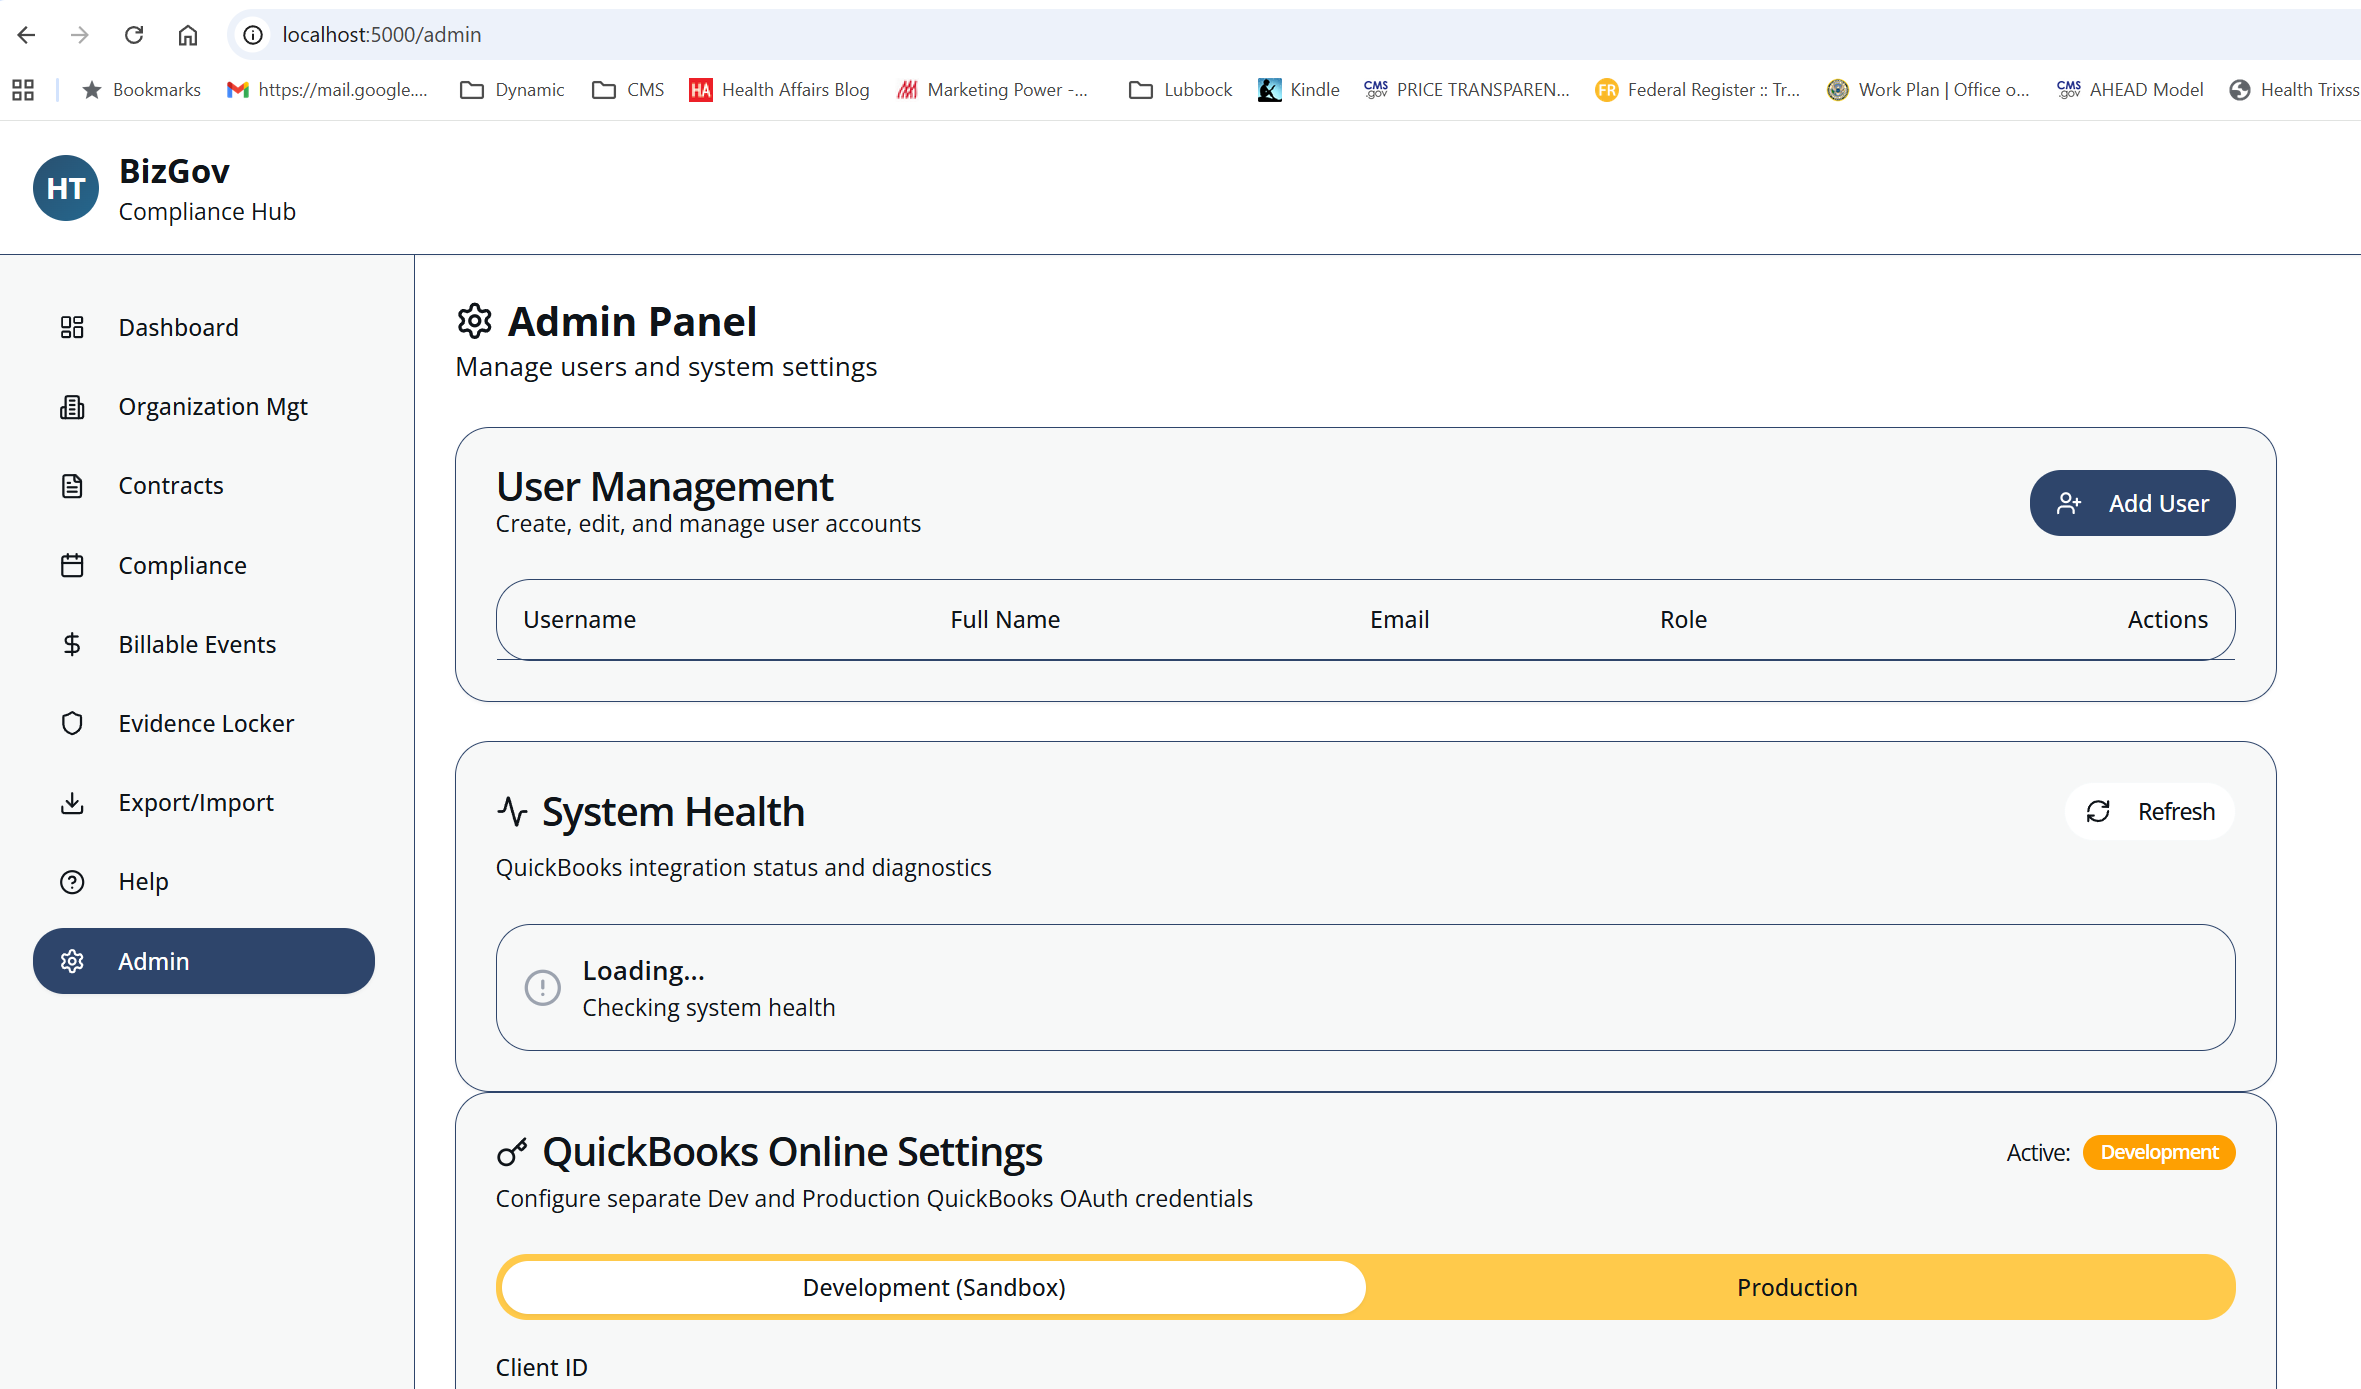 localhost:5000/admin
Bookmarks https://mail.google.... Dynamic CMS HA Health Affairs Blog Marketing Power -... Lubbock Kindle CMS .gov PRICE TRANSPAREN... FR Federal Register :: Tr... Work Plan | Office o... CMS .gov AHEAD Model Health Trixss
HT
BizGov
Compliance Hub
Dashboard
Organization Mgt
Contracts
Compliance
Billable Events
Evidence Locker
Export/Import
Help
Admin
Admin Panel
Manage users and system settings
User Management
Create, edit, and manage user accounts
Add User
Username Full Name Email Role Actions
System Health
Refresh
QuickBooks integration status and diagnostics
Loading...
Checking system health
QuickBooks Online Settings
Active: Development
Configure separate Dev and Production QuickBooks OAuth credentials
Development (Sandbox) Production
Client ID